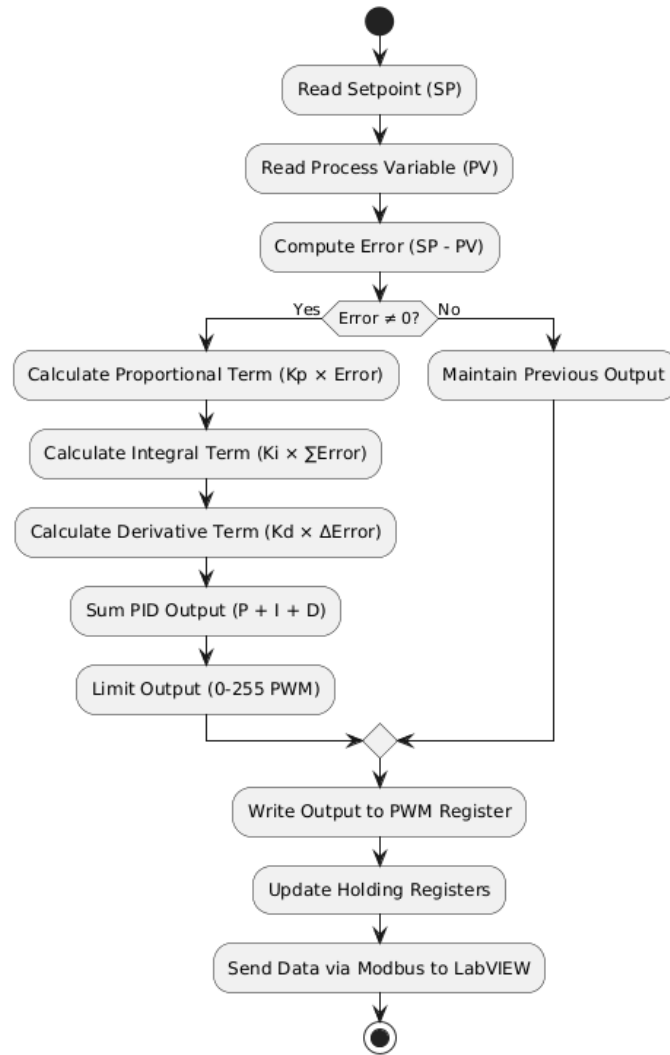 Read Setpoint (SP)
Read Process Variable (PV)
Compute Error (SP - PV)
Yes
Error ≠ 0?
No
Calculate Proportional Term (Kp × Error)
Maintain Previous Output
Calculate Integral Term (Ki × ∑Error)
Calculate Derivative Term (Kd × ΔError)
Sum PID Output (P + I + D)
Limit Output (0-255 PWM)
Write Output to PWM Register
Update Holding Registers
Send Data via Modbus to LabVIEW